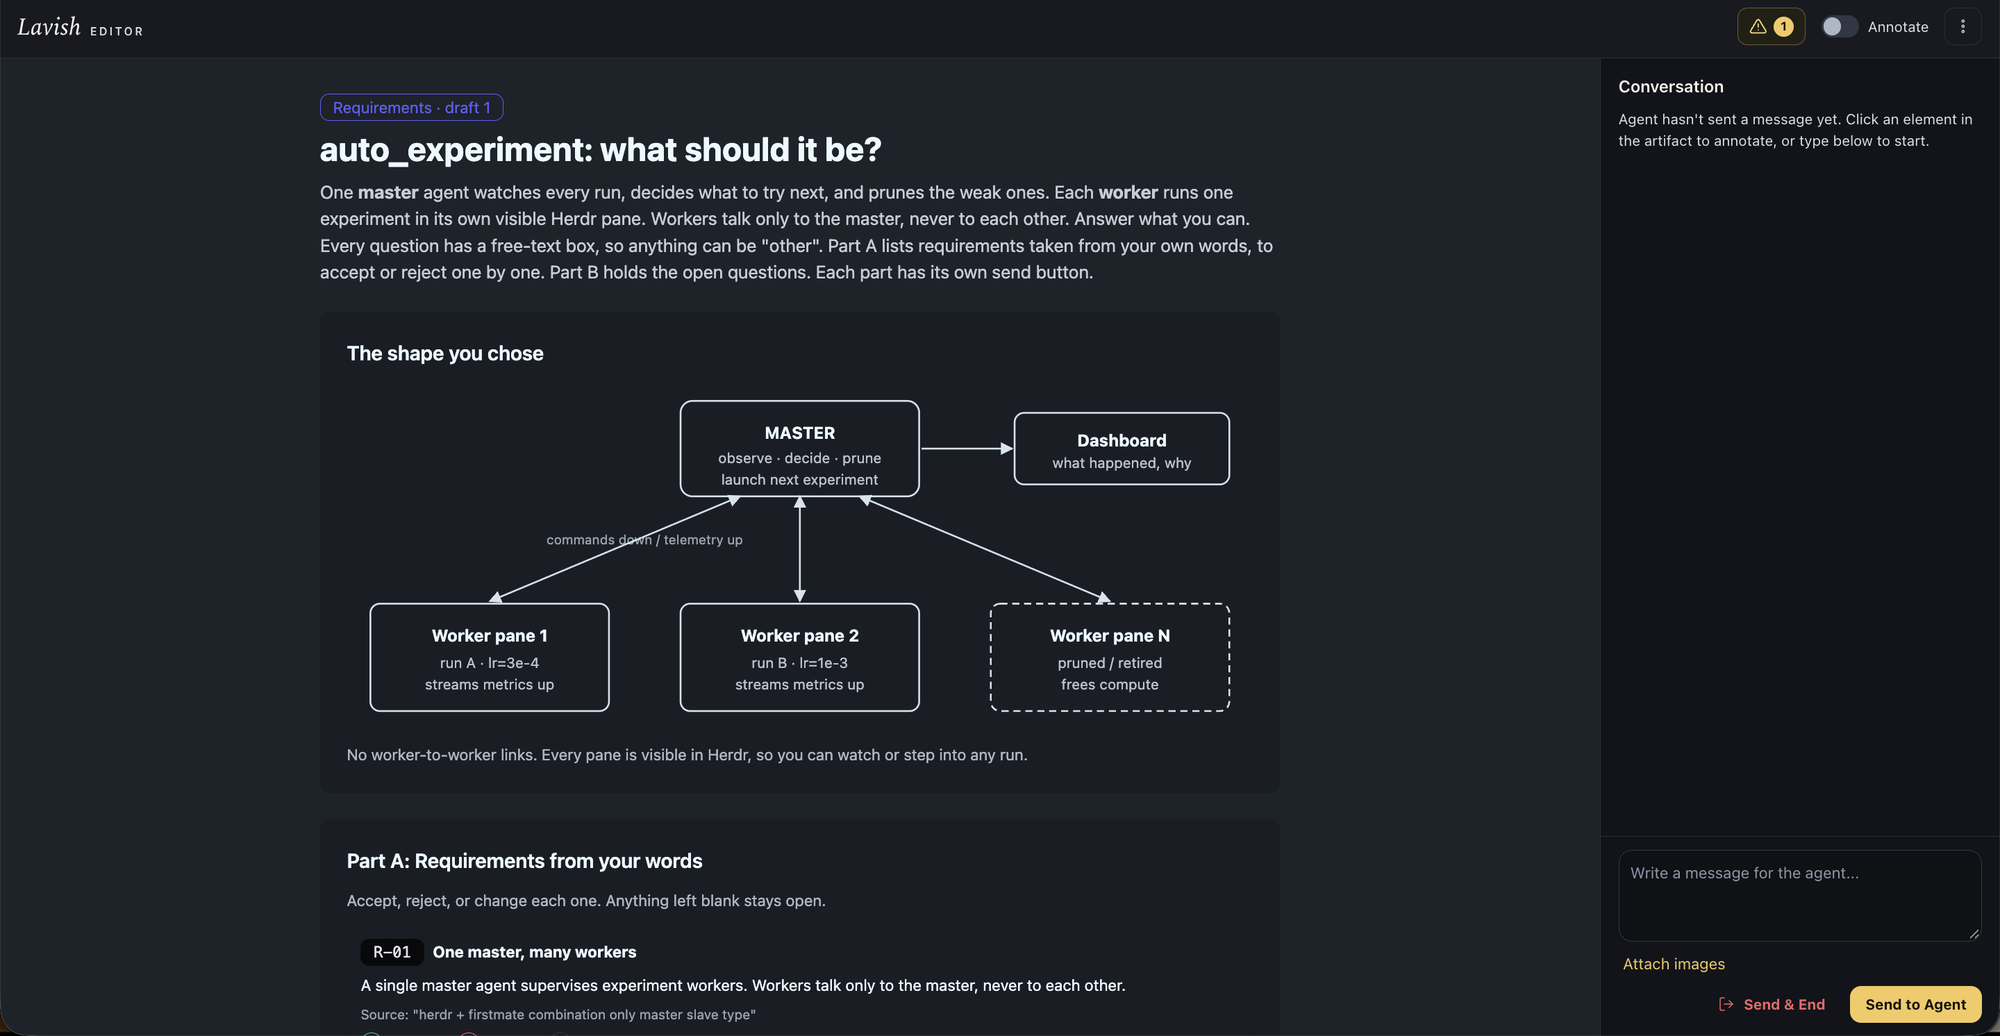 Lavish EDITOR
1
Annotate
Requirements · draft 1
auto_experiment: what should it be?
One master agent watches every run, decides what to try next, and prunes the weak ones. Each worker runs one
experiment in its own visible Herdr pane. Workers talk only to the master, never to each other. Answer what you can.
Every question has a free-text box, so anything can be "other". Part A lists requirements taken from your own words, to
accept or reject one by one. Part B holds the open questions. Each part has its own send button.
The shape you chose
MASTER
observe · decide · prune
launch next experiment
Dashboard
what happened, why
commands down / telemetry up
Worker pane 1
run A · lr=3e-4
streams metrics up
Worker pane 2
run B · lr=1e-3
streams metrics up
Worker pane N
pruned / retired
frees compute
No worker-to-worker links. Every pane is visible in Herdr, so you can watch or step into any run.
Part A: Requirements from your words
Accept, reject, or change each one. Anything left blank stays open.
R-01 One master, many workers
A single master agent supervises experiment workers. Workers talk only to the master, never to each other.
Source: "herdr + firstmate combination only master slave type"
Conversation
Agent hasn't sent a message yet. Click an element in
the artifact to annotate, or type below to start.
Write a message for the agent...
Attach images
Send & End
Send to Agent